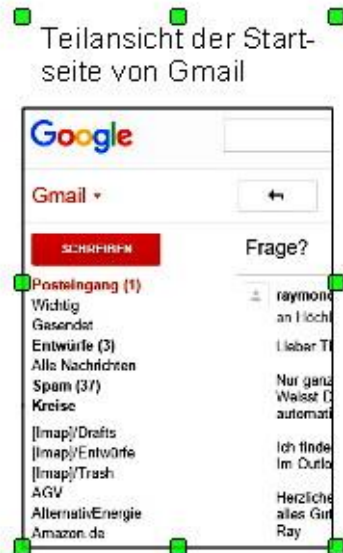 Teilansicht der Start-
seite von Gmail
Google
Gmail
SCHREIBEN
Frage?
Posteingang (1)
Wichtig
Gesendet
Entwürfe (3)
Alle Nachrichten
Spam (37)
Kreise
[Imap]/Drafts
[Imap]/Entwürfe
[Imap]/Trash
AGV
AlternativEnergie
Amazon.de
raymond
an Höchl
Lieber Th
Nur ganz
Weisst D
automati
Ich finde
Im Outlo
Herzliche
alles Gut
Ray